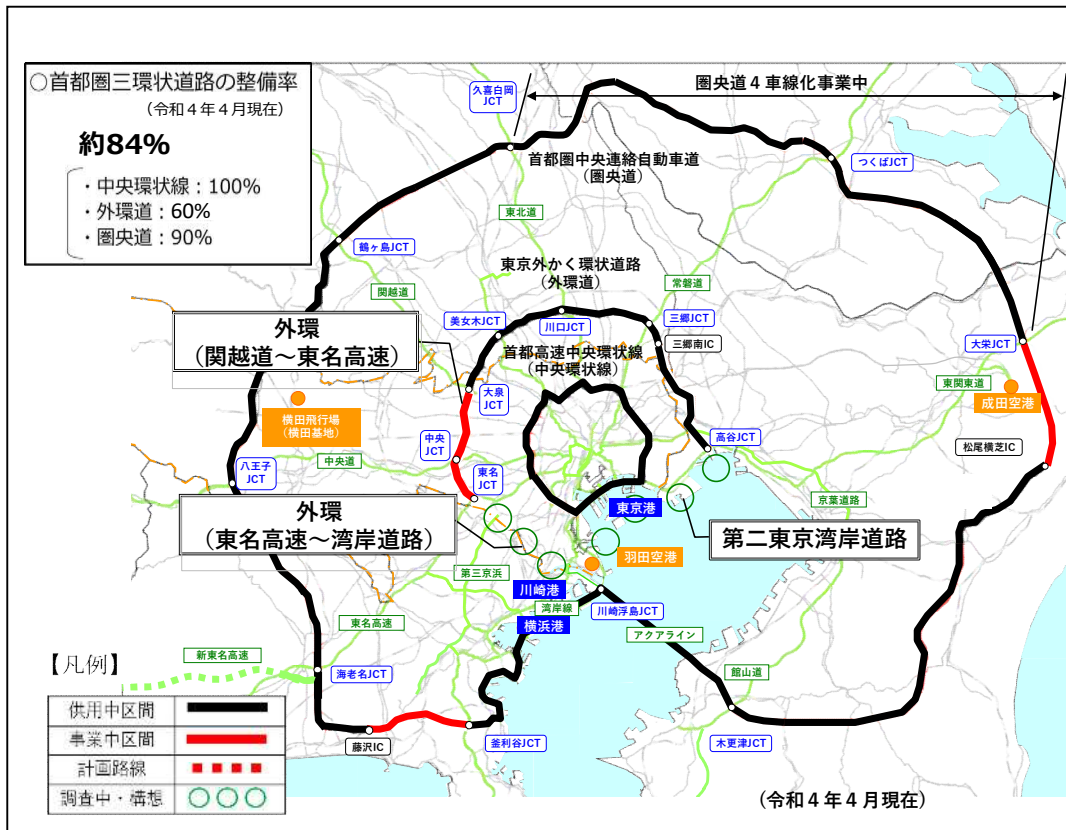 ○首都圏三環状道路の整備率
（令和４年４月現在）
約84%
・中央環状線：100%
・外環道：60%
・圏央道：90%
久喜白岡
JCT
圏央道４車線化事業中
首都圏中央連絡自動車道
（圏央道）
つくばJCT
東北道
鶴ヶ島JCT
関越道
東京外かく環状道路
（外環道）
常磐道
美女木JCT
川口JCT
三郷JCT
三郷南IC
外環
（関越道～東名高速）
首都高速中央環状線
（中央環状線）
大栄JCT
東関東道
成田空港
大泉
JCT
横田飛行場
（横田基地）
中央
JCT
高谷JCT
松尾横芝IC
八王子
JCT
中央道
東名
JCT
京葉道路
東京港
外環
（東名高速～湾岸道路）
第二東京湾岸道路
羽田空港
第三京浜
川崎港
湾岸線
川崎浮島JCT
横浜港
東名高速
アクアライン
新東名高速
海老名JCT
館山道
【凡例】
供用中区間
事業中区間
計画路線
調査中・構想
藤沢IC
釜利谷JCT
木更津JCT
（令和４年４月現在）